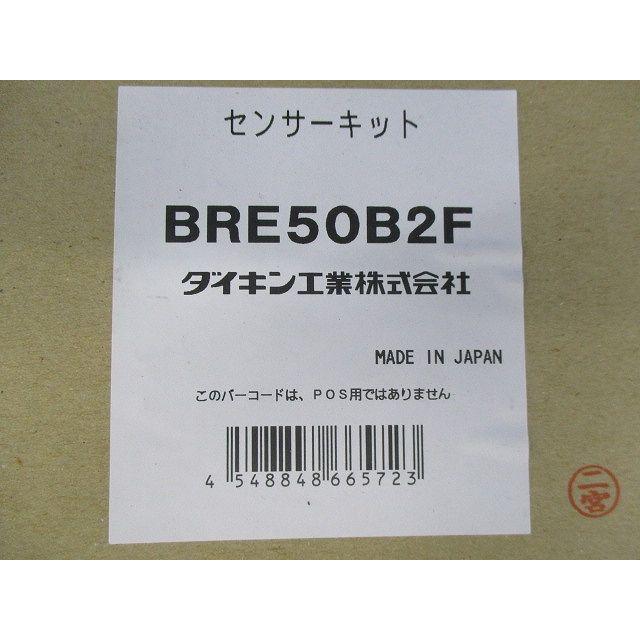 センサーキット
BRE50B2F
ダイキン工業株式会社
MADE IN JAPAN
このバーコードは、POS用ではありません
4 548848 665723
二宮